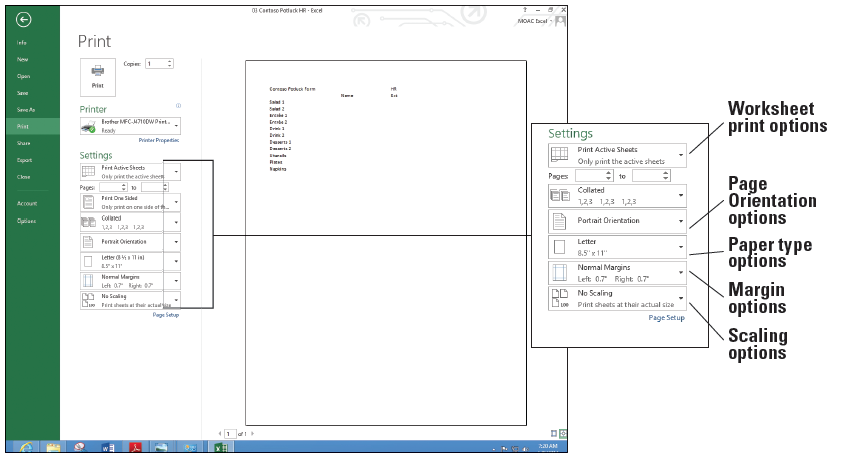 03 Contoso Potluck HR - Excel
MOAC Excel
Info
New
Open
Save
Save As
Print
Share
Export
Close
Account
Options
Print
Copies: 1
Print
Printer
Brother MFC-J4710DW Print...
Ready
Printer Properties
Settings
Print Active Sheets
Only print the active sheets
Pages: to
Print One Sided
Only print on one side of th...
Collated
1,2,3 1,2,3 1,2,3
Portrait Orientation
Letter (8 ½ x 11 in)
8.5" x 11"
Normal Margins
Left: 0.7" Right: 0.7"
No Scaling
Print sheets at their actual size
100
Page Setup
Contoso Potluck Form HR
Name Ext
Salad 1
Salad 2
Entrée 1
Entrée 2
Drink 1
Drink 2
Desserts 1
Desserts 2
Utensils
Plates
Napkins
1 of 1
7:20 AM
Settings
Print Active Sheets
Only print the active sheets
Pages: to
Collated
1,2,3 1,2,3 1,2,3
Portrait Orientation
Letter
8.5" x 11"
Normal Margins
Left: 0.7" Right: 0.7"
No Scaling
Print sheets at their actual size
100
Page Setup
Worksheet
print options
Page
Orientation
options
Paper type
options
Margin
options
Scaling
options